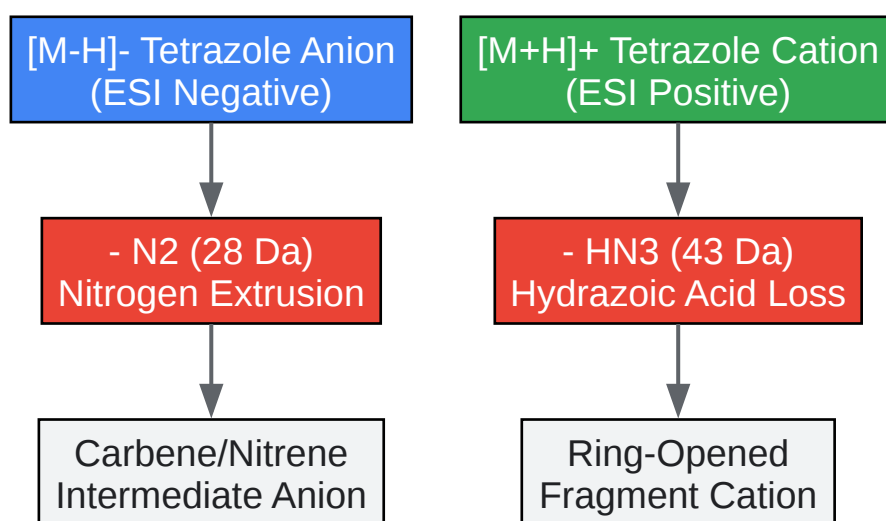 [M-H]- Tetrazole Anion
(ESI Negative)
[M+H]+ Tetrazole Cation
(ESI Positive)
- N2 (28 Da)
Nitrogen Extrusion
- HN3 (43 Da)
Hydrazoic Acid Loss
Carbene/Nitrene
Intermediate Anion
Ring-Opened
Fragment Cation